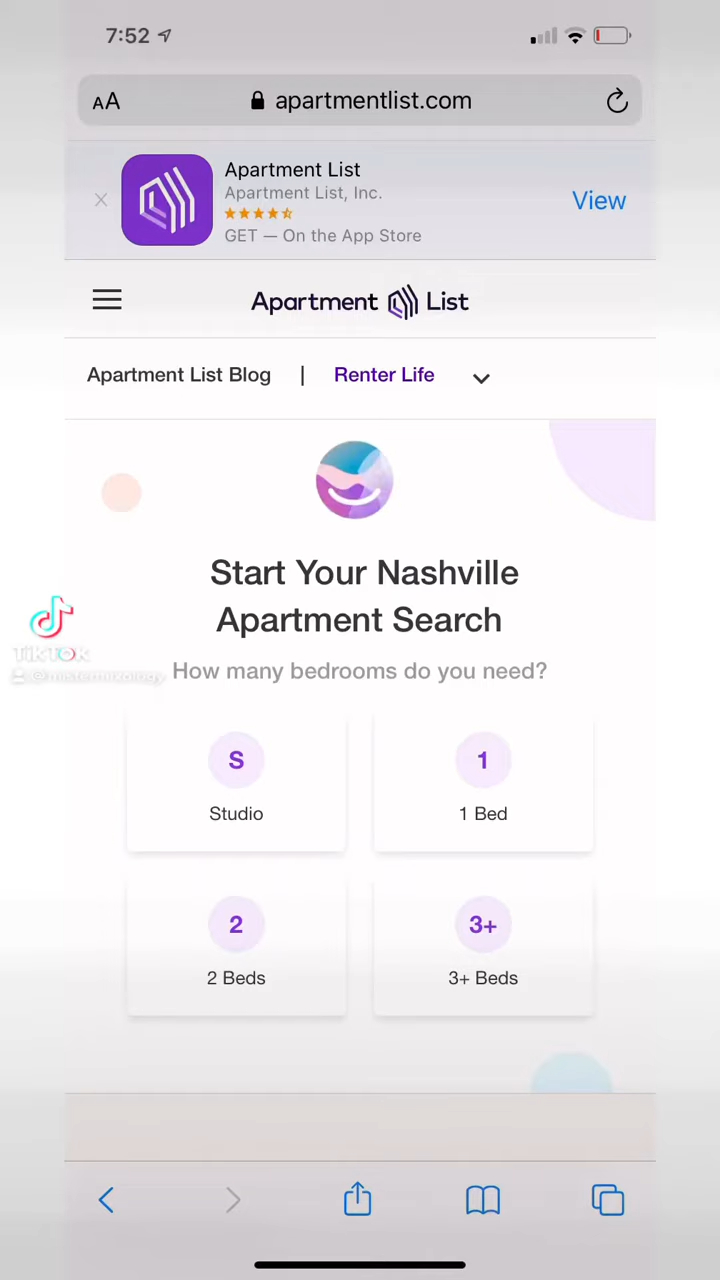 7:52
AA apartmentlist.com
Apartment List
Apartment List, Inc.
GET — On the App Store
View
Apartment List
Apartment List Blog | Renter Life
Start Your Nashville
Apartment Search
How many bedrooms do you need?
TikTok
@mistermixology
S
Studio
1
1 Bed
2
2 Beds
3+
3+ Beds